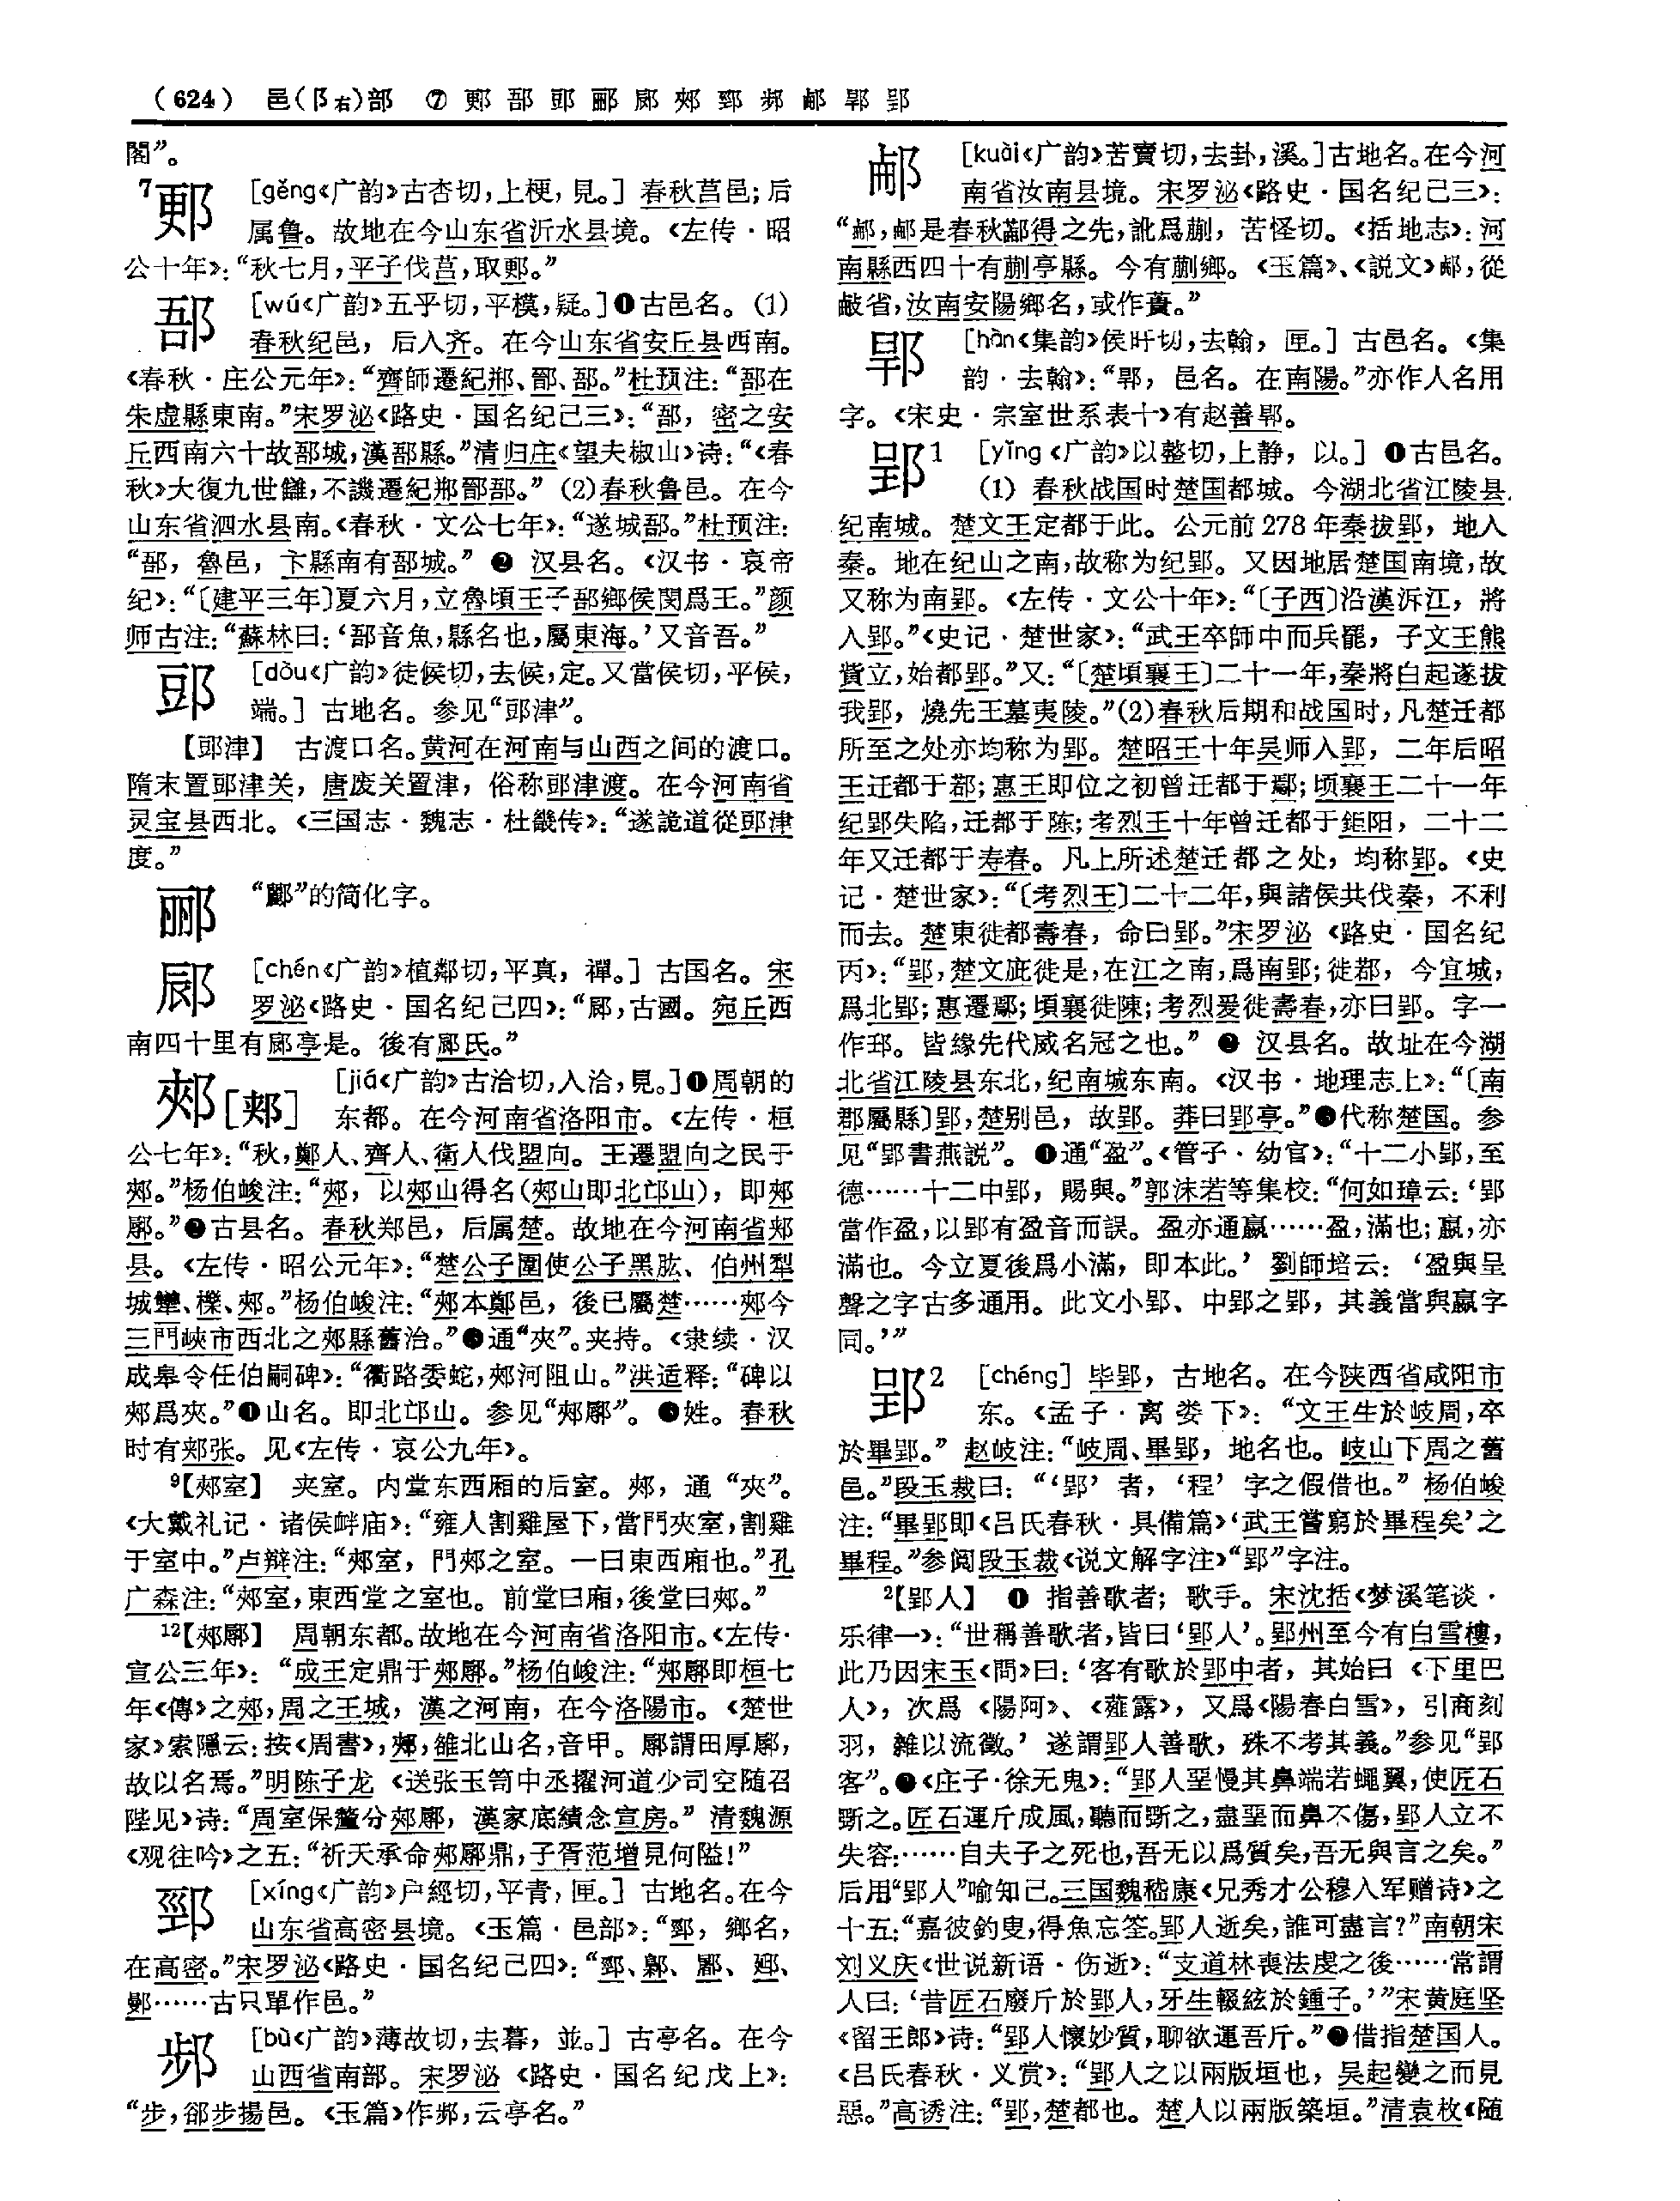 （624） 邑(阝右)部 ⑦ 郠 郚 郖 郦 郕 郟 郢
閣”。
7郠 [gěng《广韵》古杏切,上梗,見。] 春秋莒邑;后
属鲁。故地在今山东省沂水县境。《左传·昭
公十年》:“秋七月,平子伐莒,取郠。”
郚 [wú《广韵》五乎切,平模,疑。]❶古邑名。(1)
春秋纪邑,后入齐。在今山东省安丘县西南。
《春秋·庄公元年》:“齊師遷紀郱、鄑、郚。”杜预注:“郚在
朱虚縣東南。”宋罗泌《路史·国名纪己三》:“郚,密之安
丘西南六十故郚城,漢郚縣。”清归庄《望夫椒山》诗:“《春
秋》大復九世讎,不譏遷紀郱鄑郚。”(2)春秋鲁邑。在今
山东省泗水县南。《春秋·文公七年》:“遂城郚。”杜预注:
“郚,魯邑,卞縣南有郚城。” ❷ 汉县名。《汉书·哀帝
纪》:“〔建平三年〕夏六月,立魯頃王子郚鄉侯閔爲王。”颜
师古注:“蘇林曰:‘郚音魚,縣名也,屬東海。’又音吾。”
郖 [dòu《广韵》徒候切,去候,定。又當侯切,平侯,
端。] 古地名。参见“郖津”。
【郖津】 古渡口名。黄河在河南与山西之间的渡口。
隋末置郖津关,唐废关置津,俗称郖津渡。在今河南省
灵宝县西北。《三国志·魏志·杜畿传》:“遂詭道從郖津
度。”
郦 “酈”的简化字。
[chén《广韵》植鄰切,平真,禪。] 古国名。宋
罗泌《路史·国名纪己四》:“,古國。宛丘西
南四十里有亭是。後有氏。”
郟[郏] [jiá《广韵》古洽切,入洽,見。]❶周朝的
东都。在今河南省洛阳市。《左传·桓
公七年》:“秋,鄭人、齊人、衛人伐盟向。王遷盟向之民于
郟。”杨伯峻注:“郟,以郟山得名(郟山即北邙山),即郟
鄏。”❷古县名。春秋郑邑,后属楚。故地在今河南省郏
县。《左传·昭公元年》:“楚公子圍使公子黑肱、伯州犁
城犫、櫟、郟。”杨伯峻注:“郟本鄭邑,後已屬楚……郟今
三門峽市西北之郟縣舊治。”❸通“夾”。夹持。《隶续·汉
成皋令任伯嗣碑》:“衢路委蛇,郟河阻山。”洪适释:“碑以
郟爲夾。”❹山名。即北邙山。参见“郟鄏”。❺姓。春秋
时有郏张。见《左传·哀公九年》。
9【郟室】 夹室。内堂东西厢的后室。郟,通“夾”。
《大戴礼记·诸侯衅庙》:“雍人割雞屋下,當門夾室,割雞
于室中。”卢辩注:“郟室,門郟之室。一曰東西廂也。”孔
广森注:“郟室,東西堂之室也。前堂曰廂,後堂曰郟。”
12【郟鄏】 周朝东都。故地在今河南省洛阳市。《左传·
宣公三年》:“成王定鼎于郟鄏。”杨伯峻注:“郟鄏即桓七
年《傳》之郟,周之王城,漢之河南,在今洛陽市。《楚世
家》索隱云:按《周書》,郟,雒北山名,音甲。鄏謂田厚鄏,
故以名焉。”明陈子龙《送张玉笥中丞擢河道少司空随召
陛见》诗:“周室保釐分郟鄏,漢家底績念宣房。”清魏源
《观往吟》之五:“祈天承命郟鄏鼎,子胥范增見何隘!”
[xíng《广韵》户經切,平青,匣。] 古地名。在今
山东省高密县境。《玉篇·邑部》:“,鄉名,
在高密。”宋罗泌《路史·国名纪己四》:“
……古只單作邑。”
[bù《广韵》薄故切,去暮,並。] 古亭名。在今
山西省南部。宋罗泌《路史·国名纪戊上》:
“步,郤步揚邑。《玉篇》作,云亭名。”
[kuài《广韵》苦賣切,去卦,溪。]古地名。在今河
南省汝南县境。宋罗泌《路史·国名纪己三》:
“是春秋鄰得之先,訛爲蒯,苦怪切。《括地志》:河
南縣西四十有蒯亭縣。今有蒯鄉。《玉篇》、《説文》,從
省,汝南安陽鄉名,或作。”
[hàn《集韵》侯旰切,去翰,匣。] 古邑名。《集
韵·去翰》:“,邑名。在南陽。”亦作人名用
字。《宋史·宗室世系表十》有赵善。
郢1 [yǐng《广韵》以整切,上静,以。] ❶古邑名。
(1) 春秋战国时楚国都城。今湖北省江陵县
纪南城。楚文王定都于此。公元前278年秦拔郢,地入
秦。地在纪山之南,故称为纪郢。又因地居楚国南境,故
又称为南郢。《左传·文公十年》:“〔子西〕沿漢泝江,將
入郢。”《史记·楚世家》:“武王卒師中而兵罷,子文王熊
貲立,始都郢。”又:“〔楚頃襄王〕二十一年,秦將白起遂拔
我郢,燒先王墓夷陵。”(2)春秋后期和战国时,凡楚迁都
所至之处亦均称为郢。楚昭王十年吴师入郢,二年后昭
王迁都于鄀;惠王即位之初曾迁都于鄢;顷襄王二十一年
纪郢失陷,迁都于陈;考烈王十年曾迁都于鉅阳,二十二
年又迁都于寿春。凡上所述楚迁都之处,均称郢。《史
记·楚世家》:“〔考烈王〕二十二年,與諸侯共伐秦,不利
而去。楚東徙都壽春,命曰郢。”宋罗泌《路史·国名纪
丙》:“郢,楚文庇徙是,在江之南,爲南郢;徙鄀,今宜城,
爲北郢;惠遷鄢;頃襄徙陳;考烈爰徙壽春,亦曰郢。字一
作邳。皆緣先代威名冠之也。” ❷ 汉县名。故址在今湖
北省江陵县东北,纪南城东南。《汉书·地理志上》:“〔南
郡屬縣〕郢,楚别邑,故郢。莽曰郢亭。”❸代称楚国。参
见“郢書燕説”。❹通“盈”。《管子·幼官》:“十二小郢,至
德……十二中郢,賜與。”郭沫若等集校:“何如璋云:‘郢
當作盈,以郢有盈音而誤。盈亦通嬴……盈,滿也;嬴,亦
滿也。今立夏後爲小滿,即本此。’ 劉師培云:‘盈與呈
聲之字古多通用。此文小郢、中郢之郢,其義當與嬴字
同。’”
郢2 [chéng] 毕郢,古地名。在今陕西省咸阳市
东。《孟子·离娄下》:“文王生於岐周,卒
於畢郢。”赵岐注:“岐周、畢郢,地名也。岐山下周之舊
邑。”段玉裁曰:“‘郢’者,‘程’字之假借也。”杨伯峻
注:“畢郢即《吕氏春秋·具備篇》‘武王嘗窮於畢程矣’之
畢程。”参阅段玉裁《说文解字注》“郢”字注。
2【郢人】 ❶ 指善歌者;歌手。宋沈括《梦溪笔谈·
乐律一》:“世稱善歌者,皆曰‘郢人’。郢州至今有白雪樓,
此乃因宋玉《問》曰:‘客有歌於郢中者,其始曰《下里巴
人》,次爲《陽阿》、《薤露》,又爲《陽春白雪》,引商刻
羽,雜以流徵。’遂謂郢人善歌,殊不考其義。”参见“郢
客”。❷《庄子·徐无鬼》:“郢人堊慢其鼻端若蠅翼,使匠石
斲之。匠石運斤成風,聽而斲之,盡堊而鼻不傷,郢人立不
失容:……自夫子之死也,吾无以爲質矣,吾无與言之矣。”
后用“郢人”喻知己。三国魏嵇康《兄秀才公穆入军赠诗》之
十五:“嘉彼釣叟,得魚忘筌。郢人逝矣,誰可盡言?”南朝宋
刘义庆《世说新语·伤逝》:“支道林喪法虔之後……常謂
人曰:‘昔匠石廢斤於郢人,牙生輟絃於鍾子。’”宋黄庭坚
《留王郎》诗:“郢人懷妙質,聊欲運吾斤。”❸借指楚国人。
《吕氏春秋·义赏》:“郢人之以兩版垣也,吴起變之而見
惡。”高诱注:“郢,楚都也。楚人以兩版築垣。”清袁枚《随